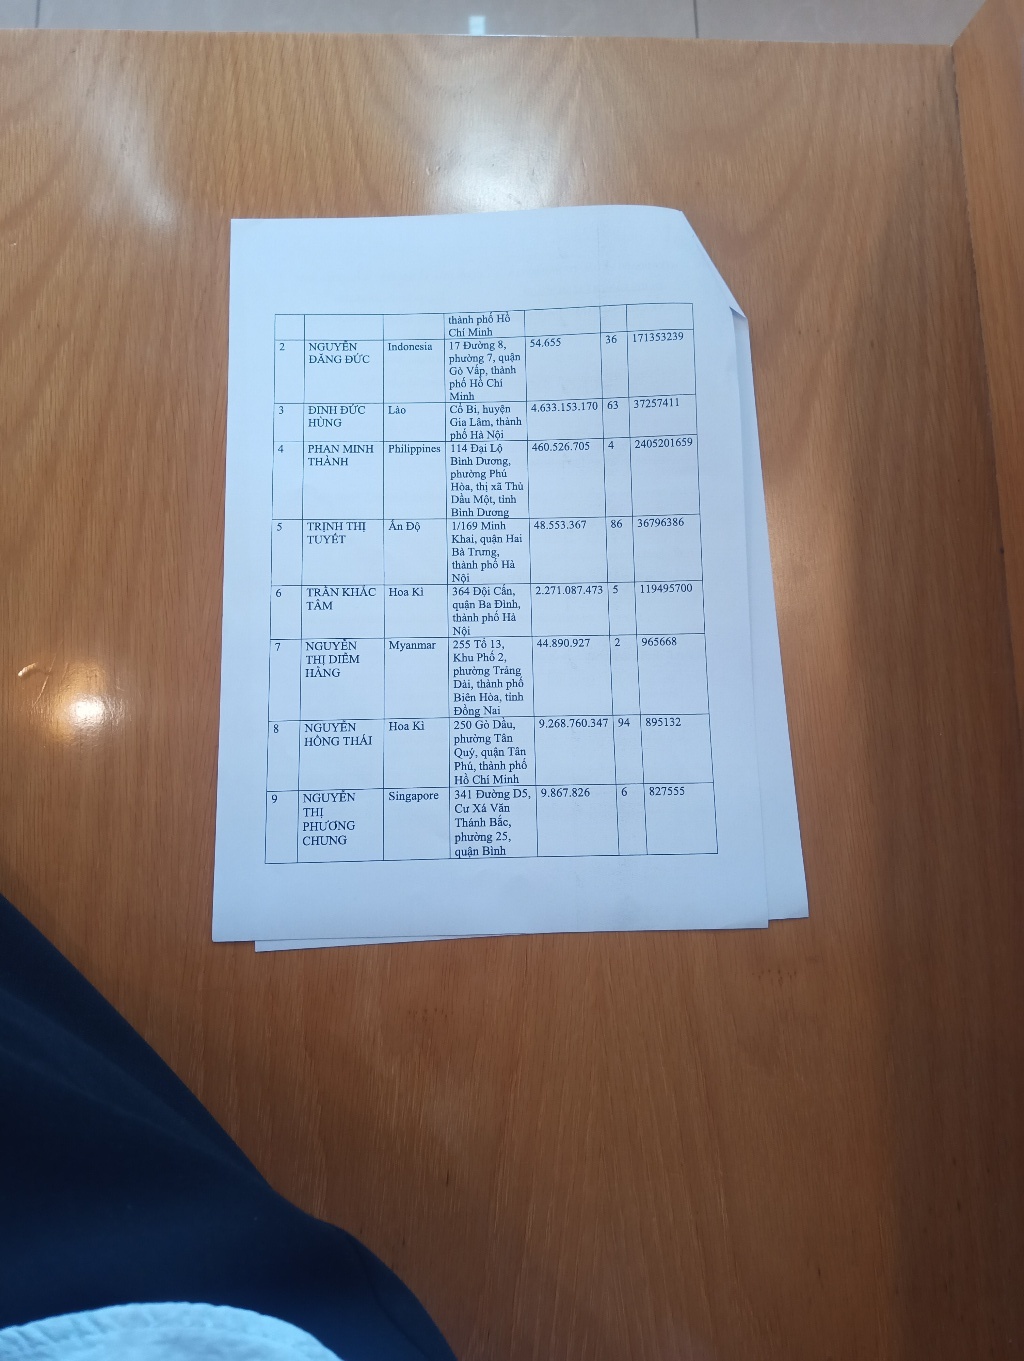 thành phố Hồ
Chí Minh
2 NGUYỄN Indonesia 17 Đường 8, 54.655 36 171353239
ĐĂNG ĐỨC phường 7, quận
Gò Vấp, thành
phố Hồ Chí
Minh
3 ĐINH ĐỨC Lào Cổ Bi, huyện 4.633.153.170 63 37257411
HÙNG Gia Lâm, thành
phố Hà Nội
4 PHAN MINH Philippines 114 Đại Lộ 460.526.705 4 2405201659
THÀNH Bình Dương,
phường Phú
Hòa, thị xã Thủ
Dầu Một, tỉnh
Bình Dương
5 TRỊNH THỊ Ấn Độ 1/169 Minh 48.553.367 86 36796386
TUYẾT Khai, quận Hai
Bà Trưng,
thành phố Hà
Nội
6 TRẦN KHẮC Hoa Kì 364 Đội Cấn, 2.271.087.473 5 119495700
TÂM quận Ba Đình,
thành phố Hà
Nội
7 NGUYỄN Myanmar 255 Tổ 13, 44.890.927 2 965668
THỊ DIỄM Khu Phố 2,
HẰNG phường Trảng
Dài, thành phố
Biên Hòa, tỉnh
Đồng Nai
8 NGUYỄN Hoa Kì 250 Gò Dầu, 9.268.760.347 94 895132
HỒNG THÁI phường Tân
Quý, quận Tân
Phú, thành phố
Hồ Chí Minh
9 NGUYỄN Singapore 341 Đường D5, 9.867.826 6 827555
THỊ Cư Xá Văn
PHƯƠNG Thánh Bắc,
CHUNG phường 25,
quận Bình